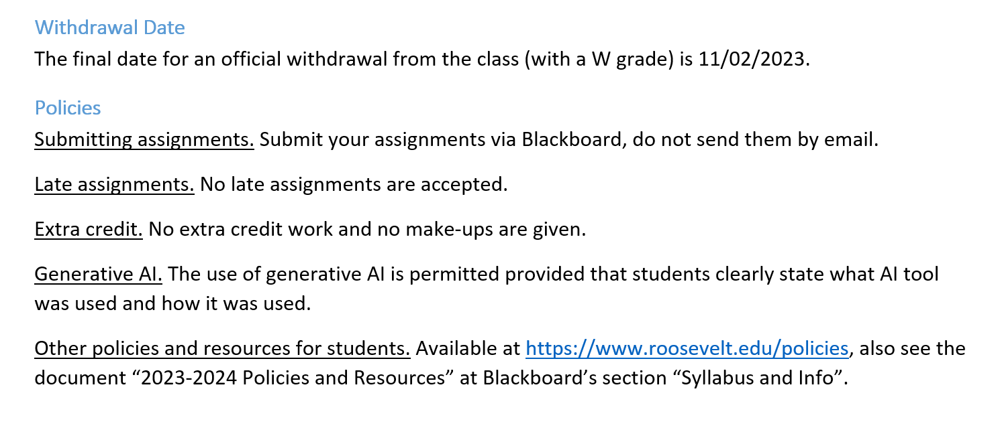 Withdrawal Date
The final date for an official withdrawal from the class (with a W grade) is 11/02/2023.
Policies
Submitting assignments. Submit your assignments via Blackboard, do not send them by email.
Late assignments. No late assignments are accepted.
Extra credit. No extra credit work and no make-ups are given.
Generative AI. The use of generative AI is permitted provided that students clearly state what AI tool
was used and how it was used.
Other policies and resources for students. Available at https://www.roosevelt.edu/policies, also see the
document “2023-2024 Policies and Resources” at Blackboard’s section “Syllabus and Info”.